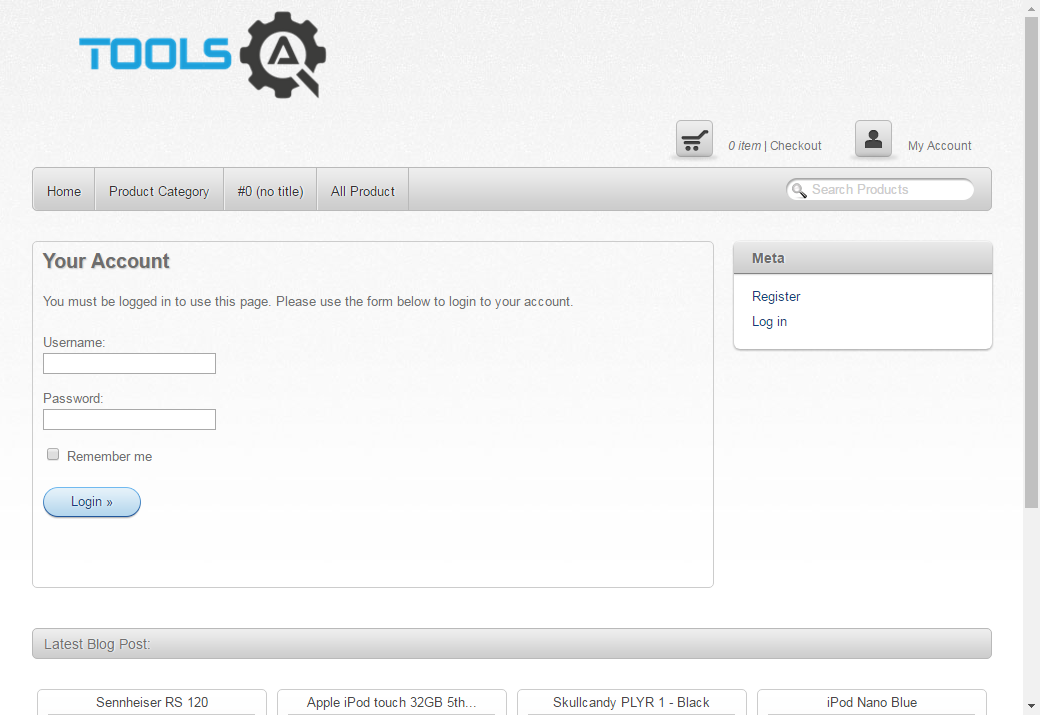 TOOLS A
0 item | Checkout
My Account
Home
Product Category
#0 (no title)
All Product
Search Products
Your Account
You must be logged in to use this page. Please use the form below to login to your account.
Username:
Password:
Remember me
Login »
Meta
Register
Log in
Latest Blog Post:
Sennheiser RS 120
Apple iPod touch 32GB 5th...
Skullcandy PLYR 1 - Black
iPod Nano Blue